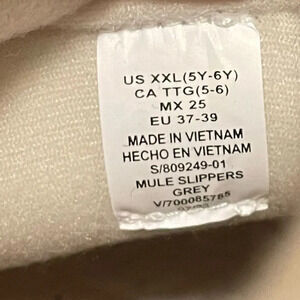 US XXL(5Y-6Y)
CA TTG(5-6)
MX 25
EU 37-39
MADE IN VIETNAM
HECHO EN VIETNAM
S/809249-01
MULE SLIPPERS
GREY
V/700085785